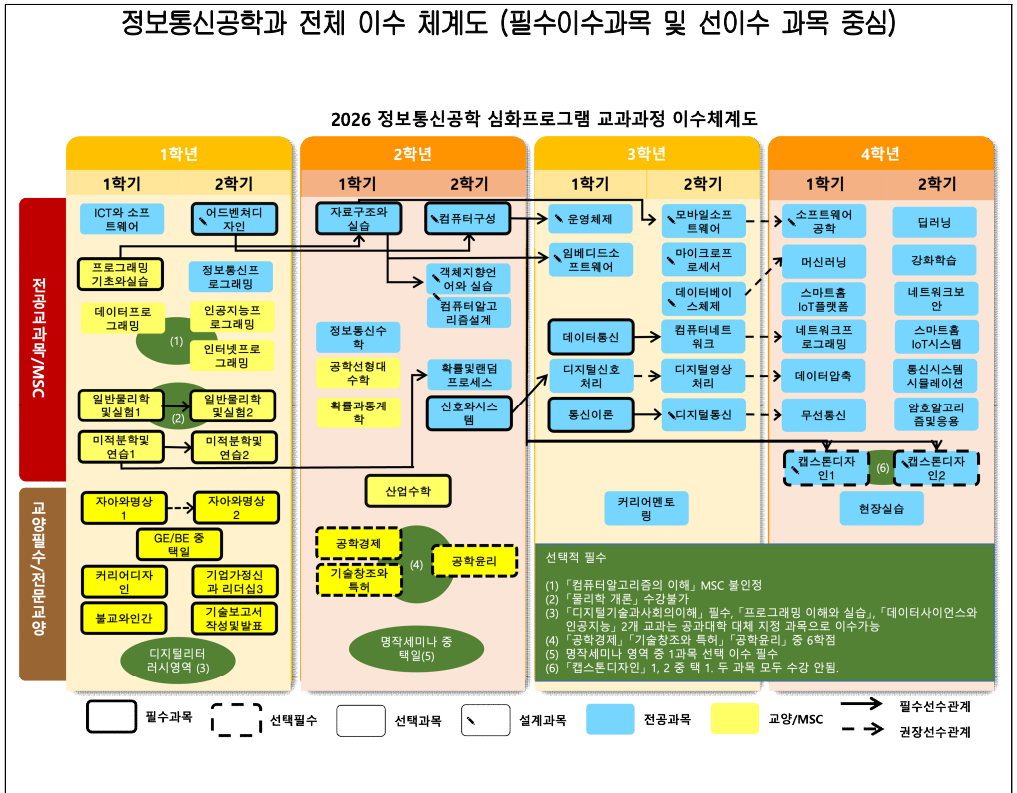 정보통신공학과 전체 이수 체계도 (필수이수과목 및 선이수 과목 중심)
2026 정보통신공학 심화프로그램 교과과정 이수체계도
1학년
2학년
3학년
4학년
1학기
2학기
1학기
2학기
1학기
2학기
1학기
2학기
전공교과목/MSC
교양필수/전문교양
ICT와 소프
트웨어
프로그래밍
기초와실습
데이터프로
그래밍
일반물리학
및실험1
미적분학및
연습1
어드벤쳐디
자인
정보통신프
로그래밍
인공지능프
로그래밍
인터넷프로
그래밍
일반물리학
및실험2
미적분학및
연습2
(1)
(2)
자아와명상
1
자아와명상
2
GE/BE 중
택일
커리어디자
인
기업가정신
과 리더십3
불교와인간
기술보고서
작성및발표
디지털리터
러시영역 (3)
자료구조와
실습
정보통신수
학
공학선형대
수학
확률과통계
학
컴퓨터구성
객체지향언
어와 실습
컴퓨터알고
리즘설계
확률및랜덤
프로세스
신호와시스
템
산업수학
공학경제
기술창조와
특허
(4)
공학윤리
명작세미나 중
택일(5)
운영체제
임베디드소
프트웨어
데이터통신
디지털신호
처리
통신이론
모바일소프
트웨어
마이크로프
로세서
데이터베이
스체제
컴퓨터네트
워크
디지털영상
처리
디지털통신
커리어멘토
링
소프트웨어
공학
머신러닝
스마트홈
IoT플랫폼
네트워크프
로그래밍
데이터압축
무선통신
캡스톤디자
인1
(6)
딥러닝
강화학습
네트워크보
안
스마트홈
IoT시스템
통신시스템
시뮬레이션
암호알고리
즘및응용
캡스톤디자
인2
현장실습
선택적 필수
(1) 「컴퓨터알고리즘의 이해」 MSC 불인정
(2) 「물리학 개론」 수강불가
(3) 「디지털기술과사회의이해」 필수, 「프로그래밍 이해와 실습」, 「데이터사이언스와
인공지능」 2개 교과는 공과대학 대체 지정 과목으로 이수가능
(4) 「공학경제」 「기술창조와 특허」 「공학윤리」 중 6학점
(5) 명작세미나 영역 중 1과목 선택 이수 필수
(6) 「캡스톤디자인」 1, 2 중 택 1. 두 과목 모두 수강 안됨.
필수과목
선택필수
선택과목
설계과목
전공과목
교양/MSC
필수선수관계
권장선수관계